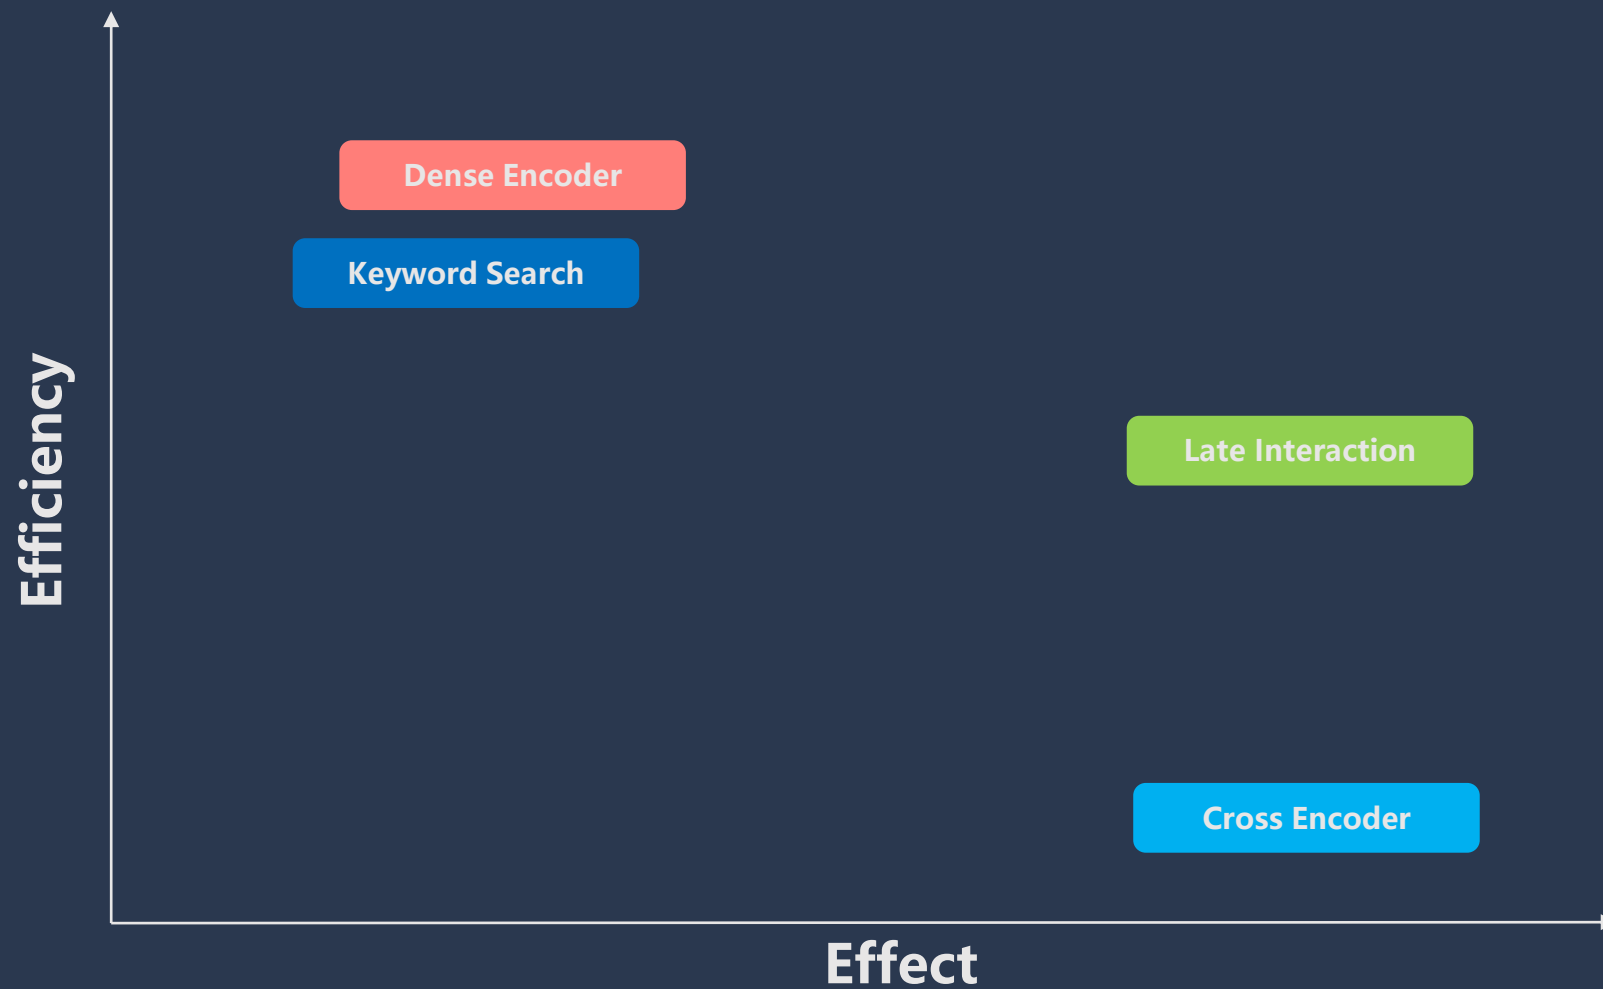 Dense Encoder
Keyword Search
Efficiency
Late Interaction
Cross Encoder
Effect